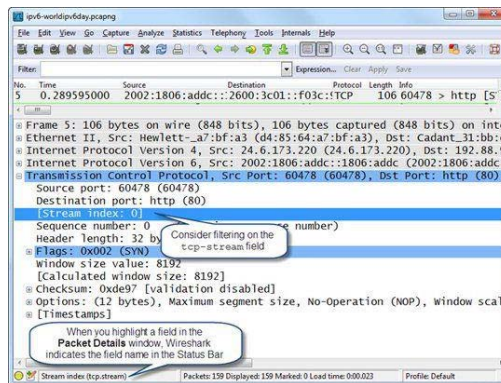 ipv6-worldipv6day.pcapng
File Edit View Go Capture Analyze Statistics Telephony Tools Internals Help
Filter: Expression... Clear Apply Save
No. Time Source Destination Protocol Length Info
5 0.289595000 2002:1806:addc::2600:3c01::f03c:9TCP 106 60478 > http [S
Frame 5: 106 bytes on wire (848 bits), 106 bytes captured (848 bits) on int
Ethernet II, Src: Hewlett-_a7:bf:a3 (d4:85:64:a7:bf:a3), Dst: Cadant_31:bb:
Internet Protocol Version 4, Src: 24.6.173.220 (24.6.173.220), Dst: 192.88.9
Internet Protocol Version 6, Src: 2002:1806:addc::1806:addc (2002:1806:addc
Transmission Control Protocol, Src Port: 60478 (60478), Dst Port: http (80)
Source port: 60478 (60478)
Destination port: http (80)
[Stream index: 0]
Sequence number: 0 number)
Header length: 32 by
Consider filtering on the
tcp-stream field
Flags: 0x002 (SYN)
Window size value: 8192
[Calculated window size: 8192]
Checksum: 0xde97 [validation disabled]
Options: (12 bytes), Maximum segment size, No-Operation (NOP), Window scal
[Timestamps]
When you highlight a field in the
Packet Details window, Wireshark
indicates the field name in the Status Bar
Stream index (tcp.stream) Packets: 159 Displayed: 159 Marked: 0 Load time: 0:00.023 Profile: Default